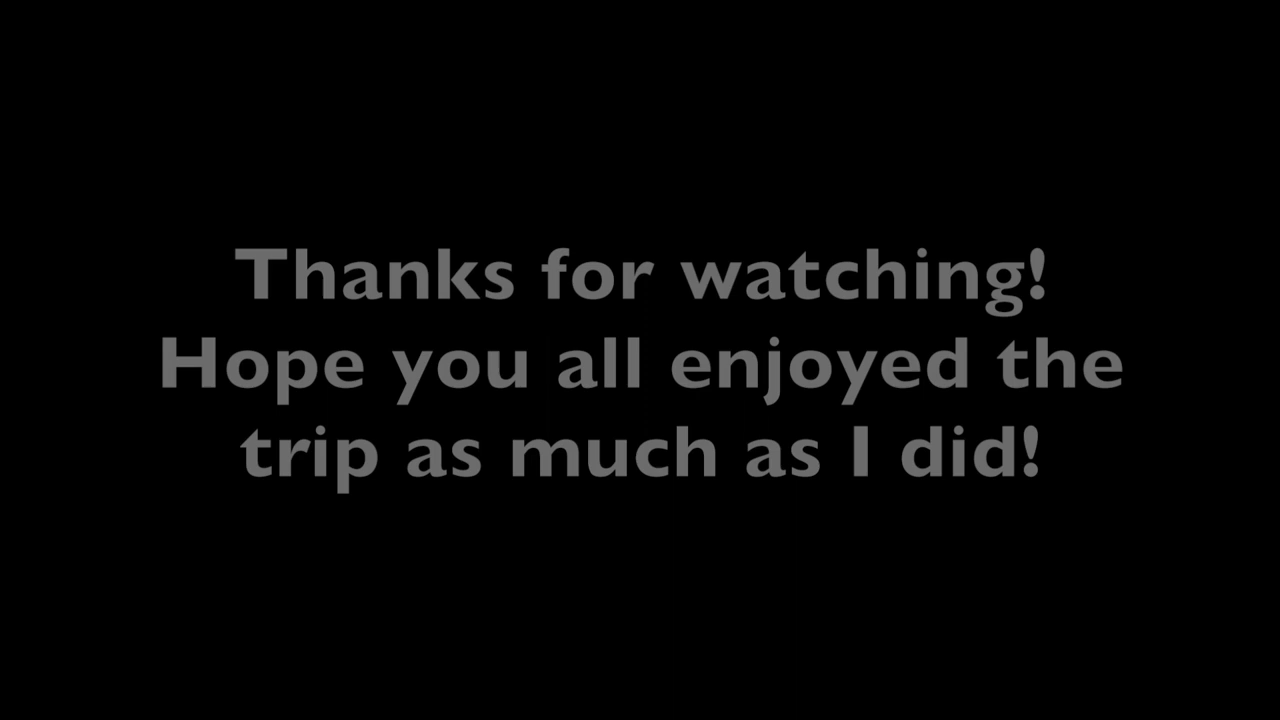 Thanks for watching!
Hope you all enjoyed the
trip as much as I did!